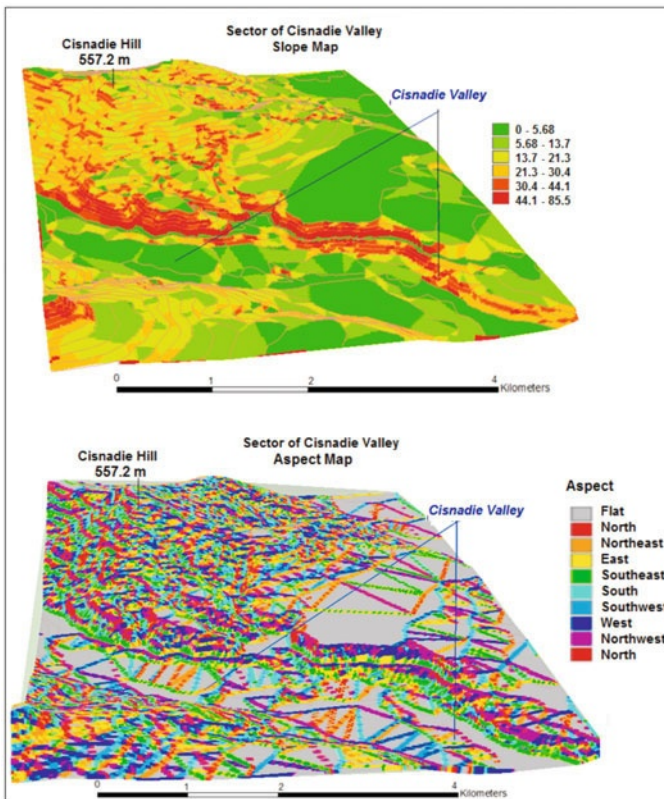 Sector of Cisnadie Valley
Slope Map
Cisnadie Hill
557.2 m
Cisnadie Valley
0 - 5.68
5.68 - 13.7
13.7 - 21.3
21.3 - 30.4
30.4 - 44.1
44.1 - 85.5
0 1 2 4
Kilometers
Sector of Cisnadie Valley
Aspect Map
Cisnadie Hill
557.2 m
Cisnadie Valley
Aspect
Flat
North
Northeast
East
Southeast
South
Southwest
West
Northwest
North
0 1 2 4
Kilometers